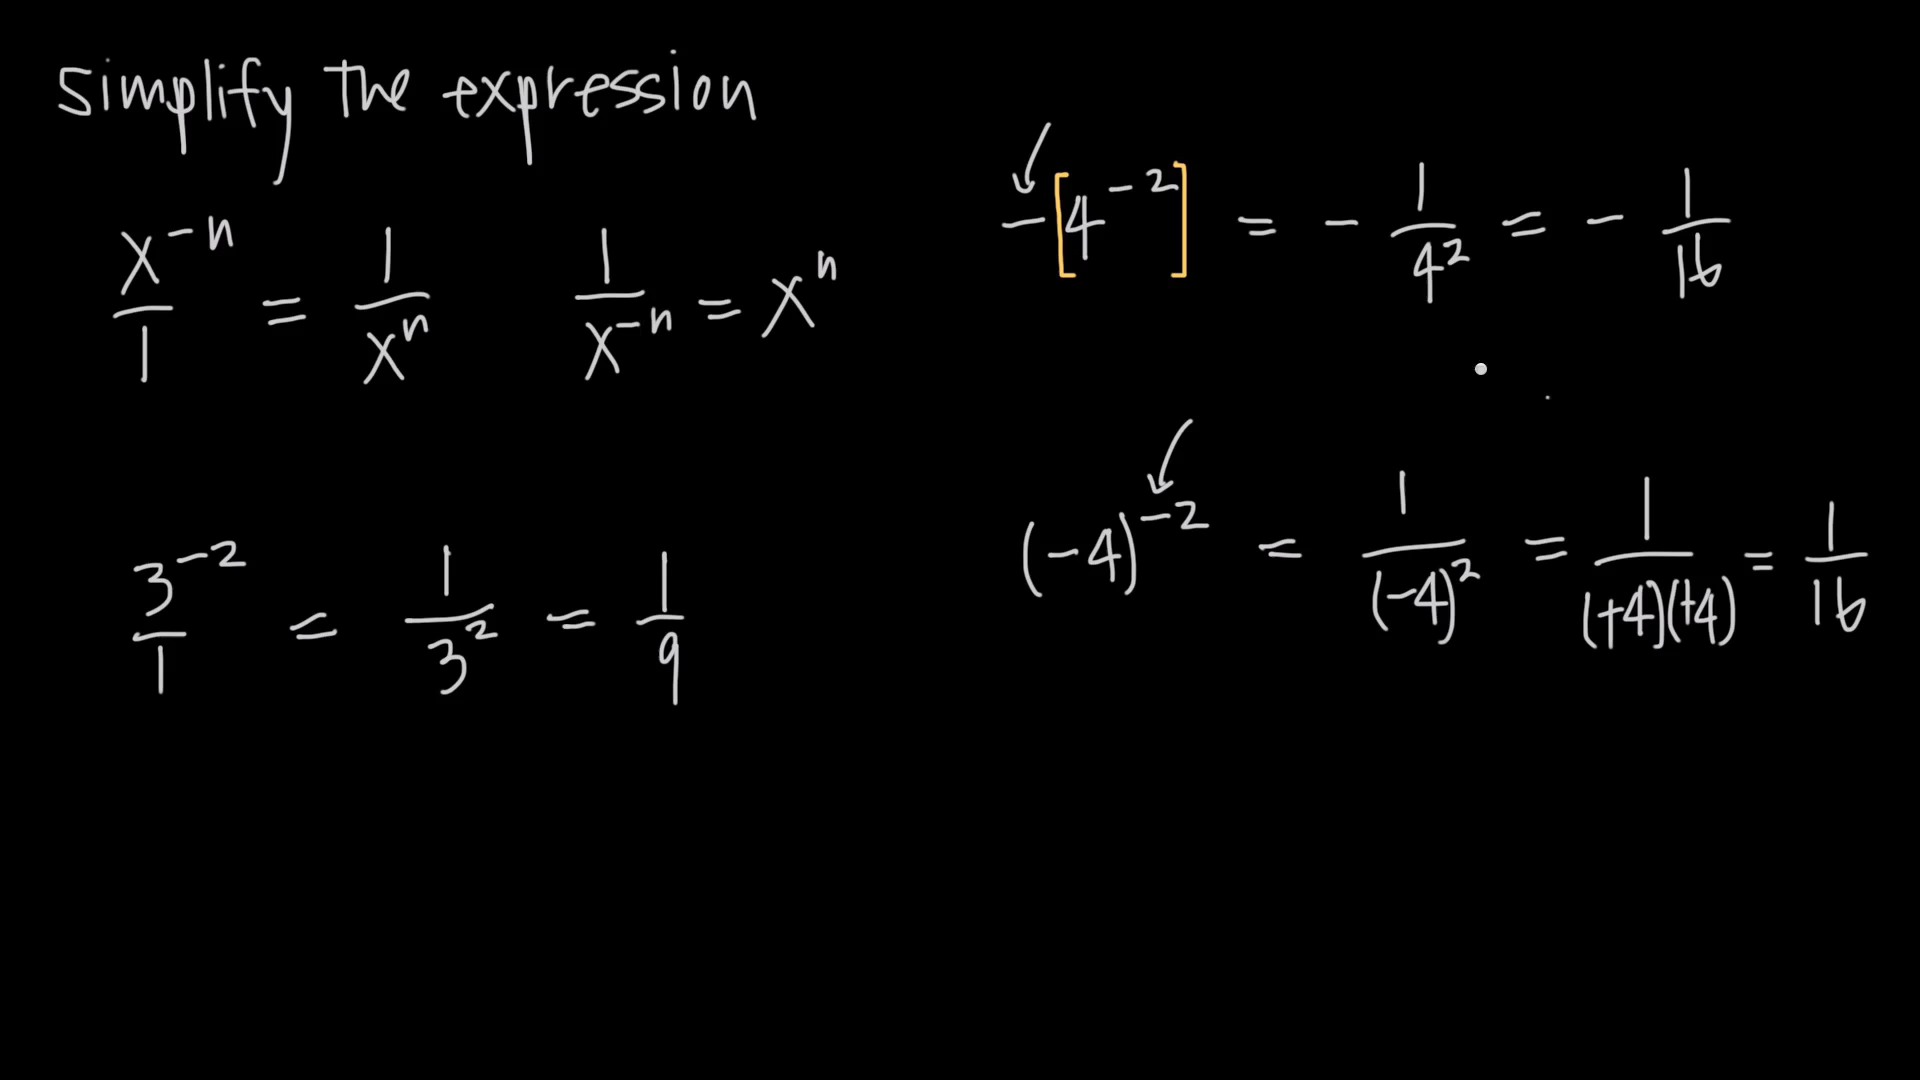 Simplify The expression
x^-n/1 = 1/x^n    1/x^-n = x^n
3^-2/1 = 1/3^2 = 1/9
-[4^-2] = - 1/4^2 = - 1/16
(-4)^-2 = 1/(-4)^2 = 1/(+4)(+4) = 1/16